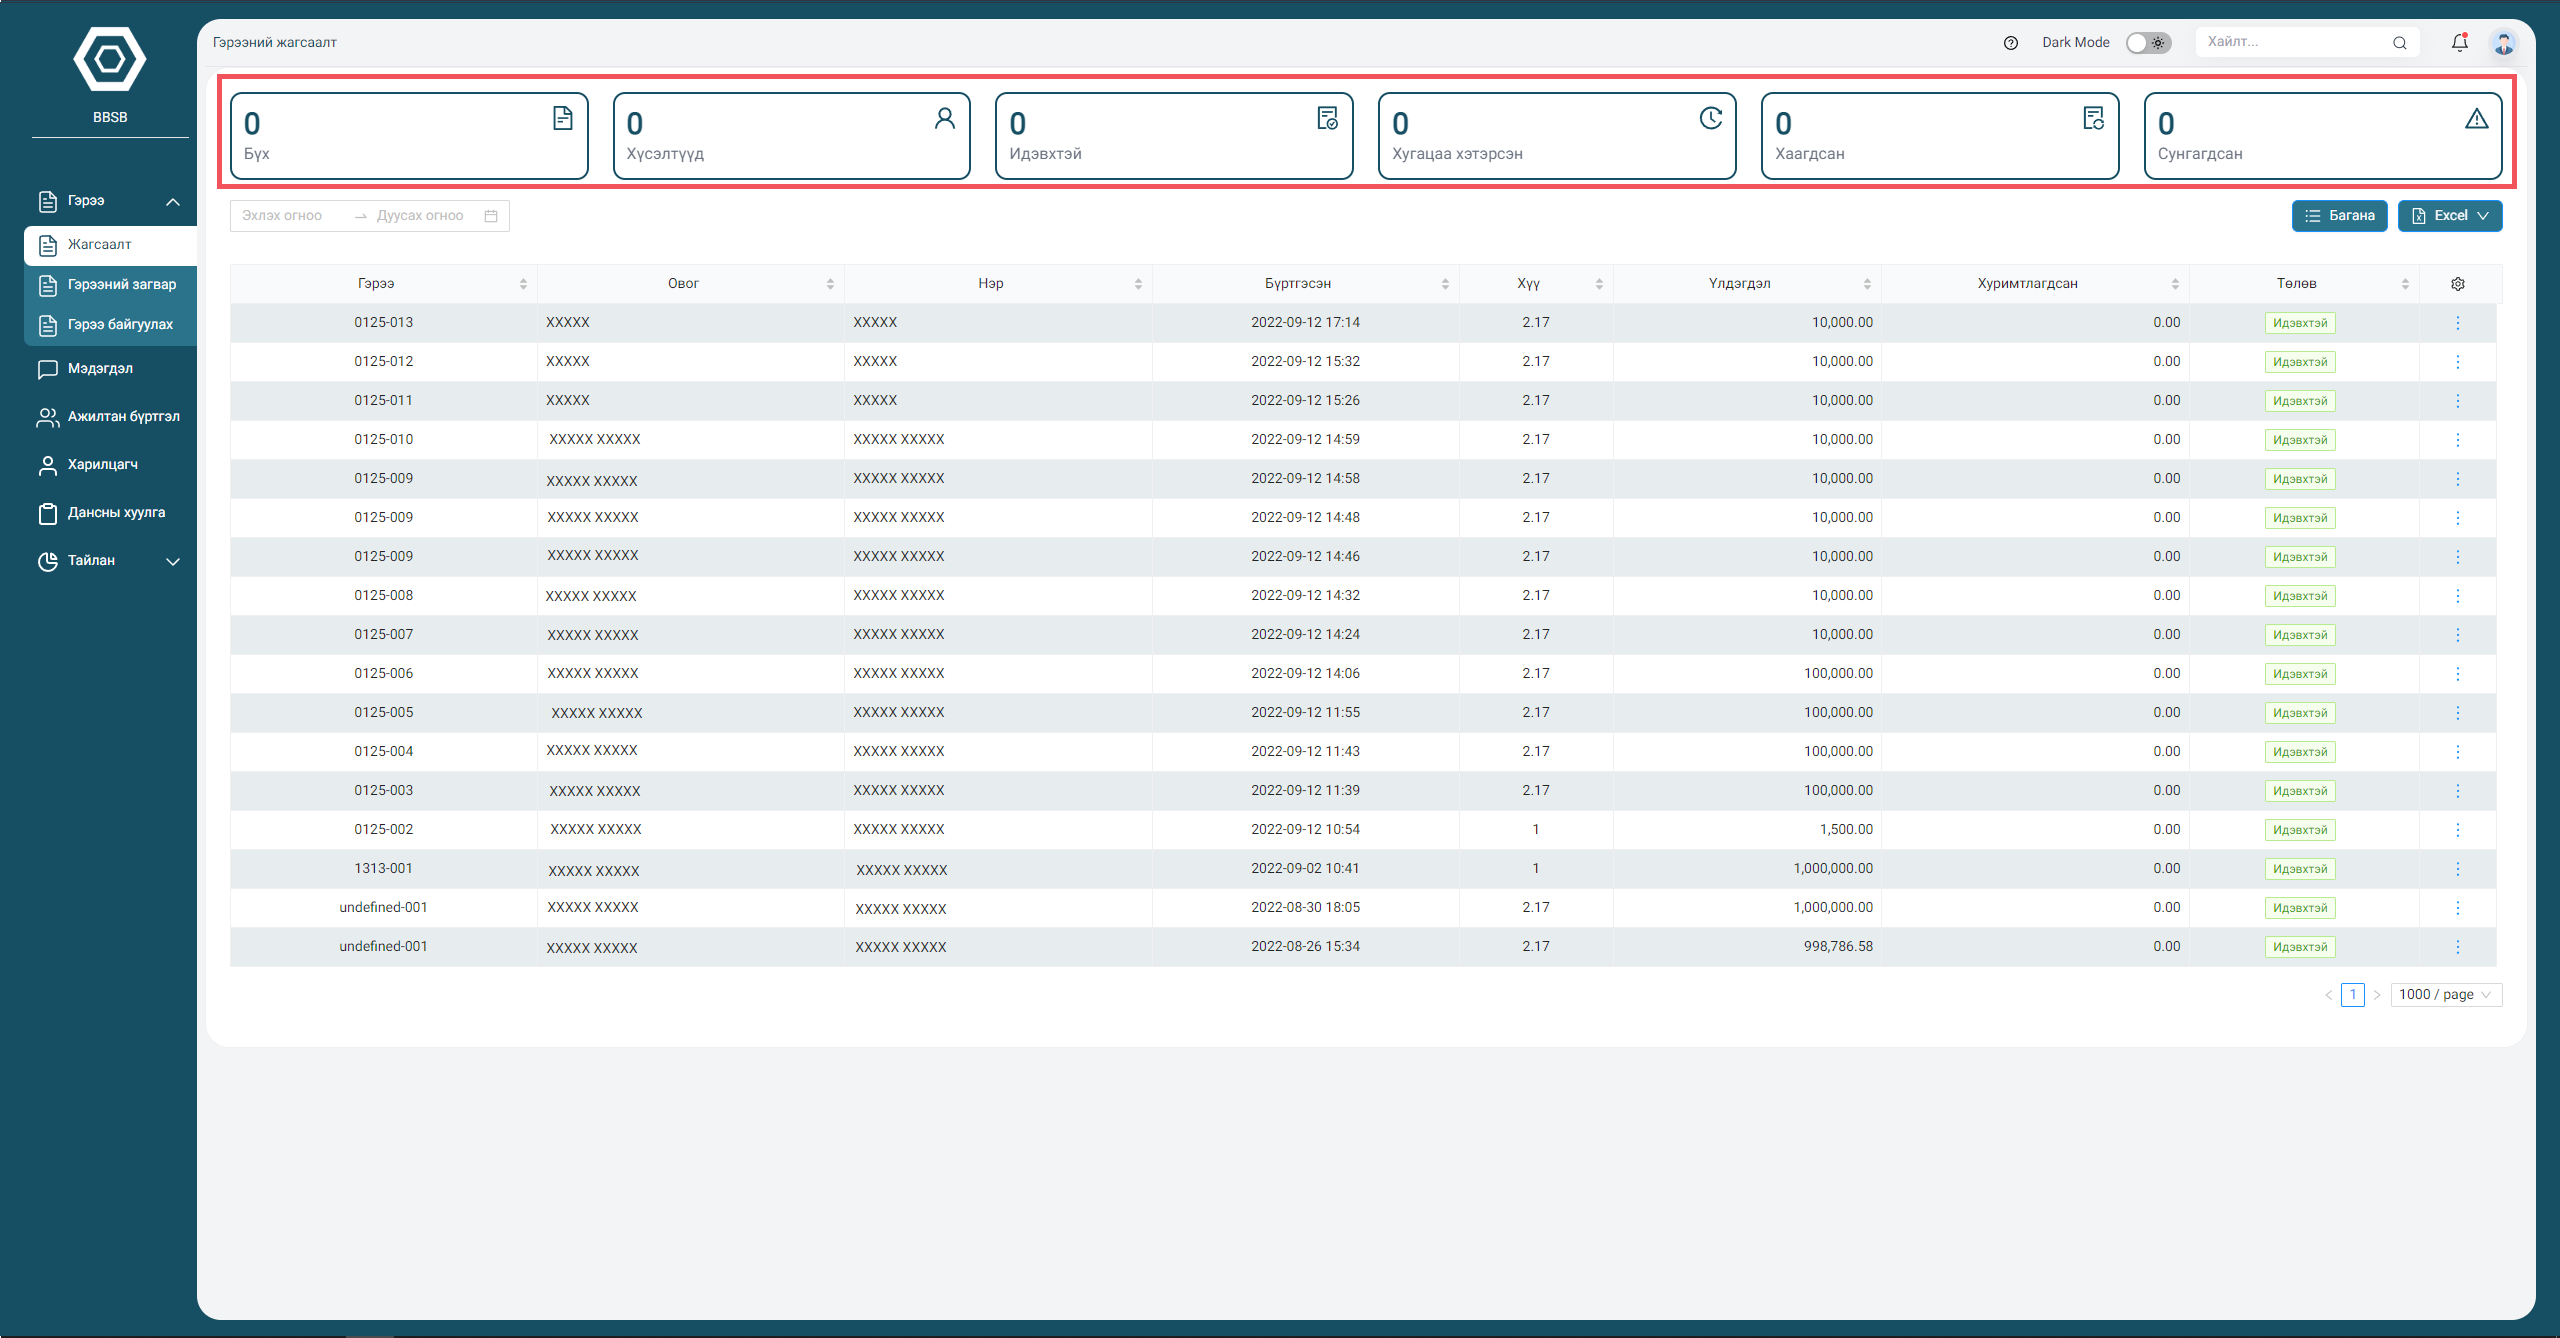 Гэрээний жагсаалт
Dark Mode
Хайлт...
BBSB
Гэрээ
Жагсаалт
Гэрээний загвар
Гэрээ байгуулах
Мэдэгдэл
Ажилтан бүртгэл
Харилцагч
Дансны хуулга
Тайлан
0 0 0 0 0 0
Бүх Хүсэлтүүд Идэвхтэй Хугацаа хэтэрсэн Хаагдсан Сунгагдсан
Эхлэх огноо Дуусах огноо Багана Excel
Гэрээ Овог Нэр Бүртгэсэн Хүү Үлдэгдэл Хуримтлагдсан Төлөв
0125-013 XXXXX XXXXX 2022-09-12 17:14 2.17 10,000.00 0.00 Идэвхтэй
0125-012 XXXXX XXXXX 2022-09-12 15:32 2.17 10,000.00 0.00 Идэвхтэй
0125-011 XXXXX XXXXX 2022-09-12 15:26 2.17 10,000.00 0.00 Идэвхтэй
0125-010 XXXXX XXXXX XXXXX XXXXX 2022-09-12 14:59 2.17 10,000.00 0.00 Идэвхтэй
0125-009 XXXXX XXXXX XXXXX XXXXX 2022-09-12 14:58 2.17 10,000.00 0.00 Идэвхтэй
0125-009 XXXXX XXXXX XXXXX XXXXX 2022-09-12 14:48 2.17 10,000.00 0.00 Идэвхтэй
0125-009 XXXXX XXXXX XXXXX XXXXX 2022-09-12 14:46 2.17 10,000.00 0.00 Идэвхтэй
0125-008 XXXXX XXXXX XXXXX XXXXX 2022-09-12 14:32 2.17 10,000.00 0.00 Идэвхтэй
0125-007 XXXXX XXXXX XXXXX XXXXX 2022-09-12 14:24 2.17 10,000.00 0.00 Идэвхтэй
0125-006 XXXXX XXXXX XXXXX XXXXX 2022-09-12 14:06 2.17 100,000.00 0.00 Идэвхтэй
0125-005 XXXXX XXXXX XXXXX XXXXX 2022-09-12 11:55 2.17 100,000.00 0.00 Идэвхтэй
0125-004 XXXXX XXXXX XXXXX XXXXX 2022-09-12 11:43 2.17 100,000.00 0.00 Идэвхтэй
0125-003 XXXXX XXXXX XXXXX XXXXX 2022-09-12 11:39 2.17 100,000.00 0.00 Идэвхтэй
0125-002 XXXXX XXXXX XXXXX XXXXX 2022-09-12 10:54 1 1,500.00 0.00 Идэвхтэй
1313-001 XXXXX XXXXX XXXXX XXXXX 2022-09-02 10:41 1 1,000,000.00 0.00 Идэвхтэй
undefined-001 XXXXX XXXXX XXXXX XXXXX 2022-08-30 18:05 2.17 1,000,000.00 0.00 Идэвхтэй
undefined-001 XXXXX XXXXX XXXXX XXXXX 2022-08-26 15:34 2.17 998,786.58 0.00 Идэвхтэй
1 1000 / page